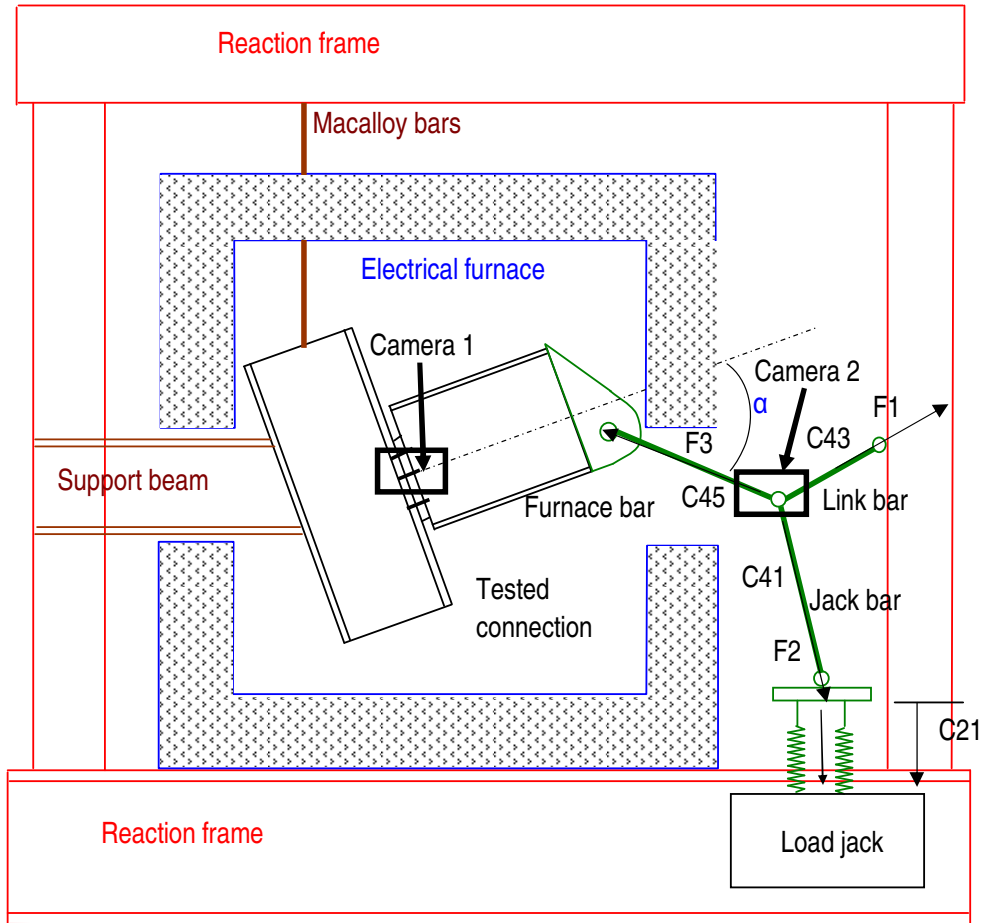 Reaction frame
Macalloy bars
Electrical furnace
Camera 1
Camera 2
α
F1
F3
C43
Support beam
C45
Link bar
Furnace bar
C41
Tested
connection
Jack bar
F2
C21
Reaction frame
Load jack